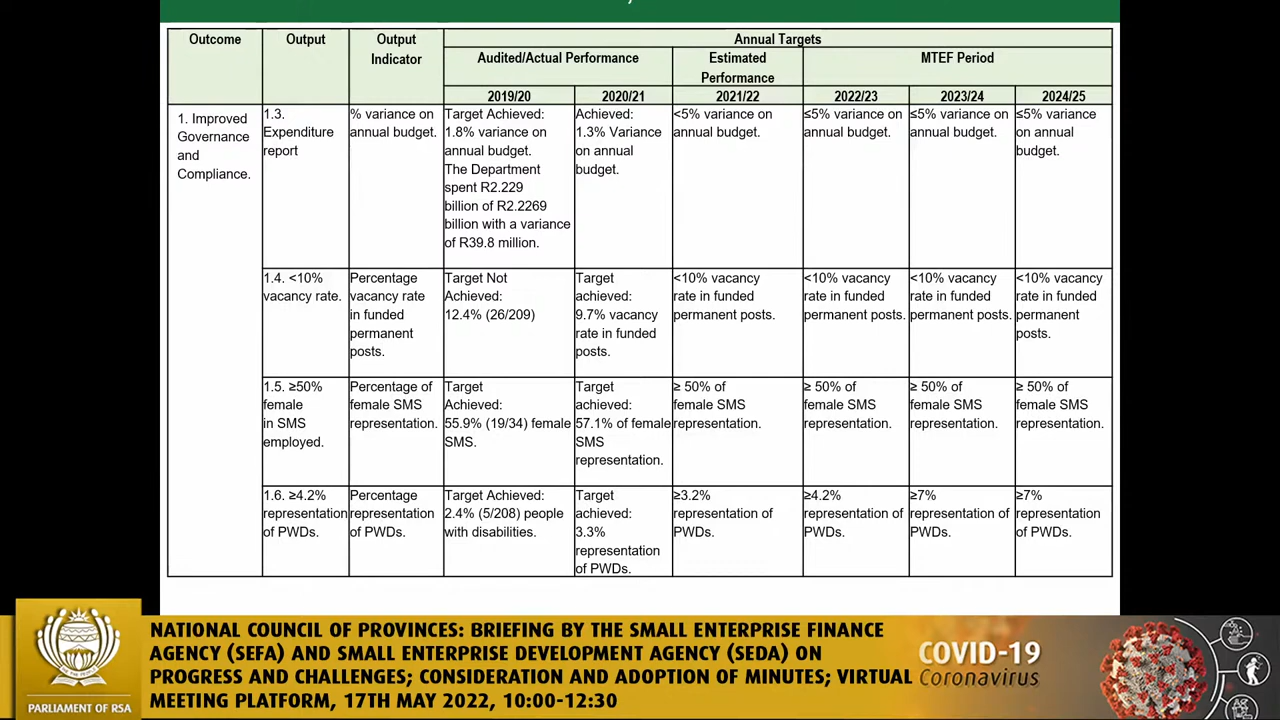 Outcome
Output
Output
Indicator
Annual Targets
Audited/Actual Performance
Estimated
Performance
MTEF Period
2019/20
2020/21
2021/22
2022/23
2023/24
2024/25
1. Improved
Governance
and
Compliance.
1.3.
Expenditure
report
% variance on
annual budget.
Target Achieved:
1.8% variance on
annual budget.
The Department
spent R2.229
billion of R2.2269
billion with a variance
of R39.8 million.
Achieved:
1.3% Variance
on annual
budget.
<5% variance on
annual budget.
≤5% variance on
annual budget.
≤5% variance on
annual budget.
≤5% variance
on annual
budget.
1.4. <10%
vacancy rate.
Percentage
vacancy rate
in funded
permanent
posts.
Target Not
Achieved:
12.4% (26/209)
Target
achieved:
9.7% vacancy
rate in funded
posts.
<10% vacancy
rate in funded
permanent posts.
<10% vacancy
rate in funded
permanent posts.
<10% vacancy
rate in funded
permanent posts.
<10% vacancy
rate in funded
permanent
posts.
1.5. ≥50%
female
in SMS
employed.
Percentage of
female SMS
representation.
Target
Achieved:
55.9% (19/34) female
SMS.
Target
achieved:
57.1% of female
SMS
representation.
≥ 50% of
female SMS
representation.
≥ 50% of
female SMS
representation.
≥ 50% of
female SMS
representation.
≥ 50% of
female SMS
representation.
1.6. ≥4.2%
representation
of PWDs.
Percentage
representation
of PWDs.
Target Achieved:
2.4% (5/208) people
with disabilities.
Target
achieved:
3.3%
representation
of PWDs.
≥3.2%
representation of
PWDs.
≥4.2%
representation of
PWDs.
≥7%
representation of
PWDs.
≥7%
representation
of PWDs.
NATIONAL COUNCIL OF PROVINCES: BRIEFING BY THE SMALL ENTERPRISE FINANCE
AGENCY (SEFA) AND SMALL ENTERPRISE DEVELOPMENT AGENCY (SEDA) ON
PROGRESS AND CHALLENGES; CONSIDERATION AND ADOPTION OF MINUTES; VIRTUAL
MEETING PLATFORM, 17TH MAY 2022, 10:00-12:30
PARLIAMENT OF RSA
COVID-19
Coronavirus